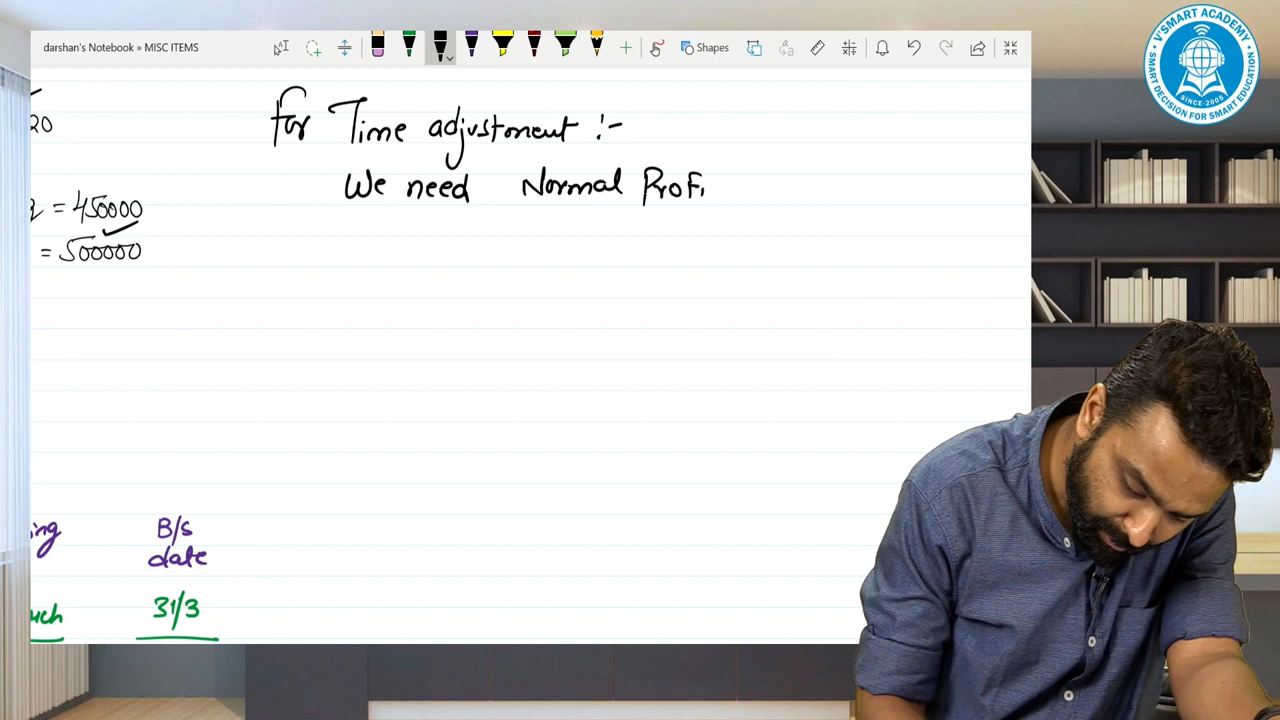 darshan's Notebook » MISC ITEMS
Shapes
V'SMART ACADEMY
SINCE-2005
SMART DECISION FOR SMART EDUCATION
20
For Time adjustment :-
We need Normal Profi
= 450000
= 500000
ing B/s
date
uch 31/3